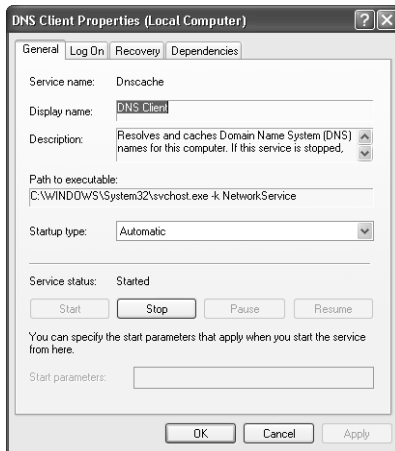 DNS Client Properties (Local Computer)
General Log On Recovery Dependencies
Service name: Dnscache
Display name: DNS Client
Description: Resolves and caches Domain Name System (DNS)
names for this computer. If this service is stopped,
Path to executable:
C:\WINDOWS\System32\svchost.exe -k NetworkService
Startup type: Automatic
Service status: Started
Start Stop Pause Resume
You can specify the start parameters that apply when you start the service
from here.
Start parameters:
OK Cancel Apply